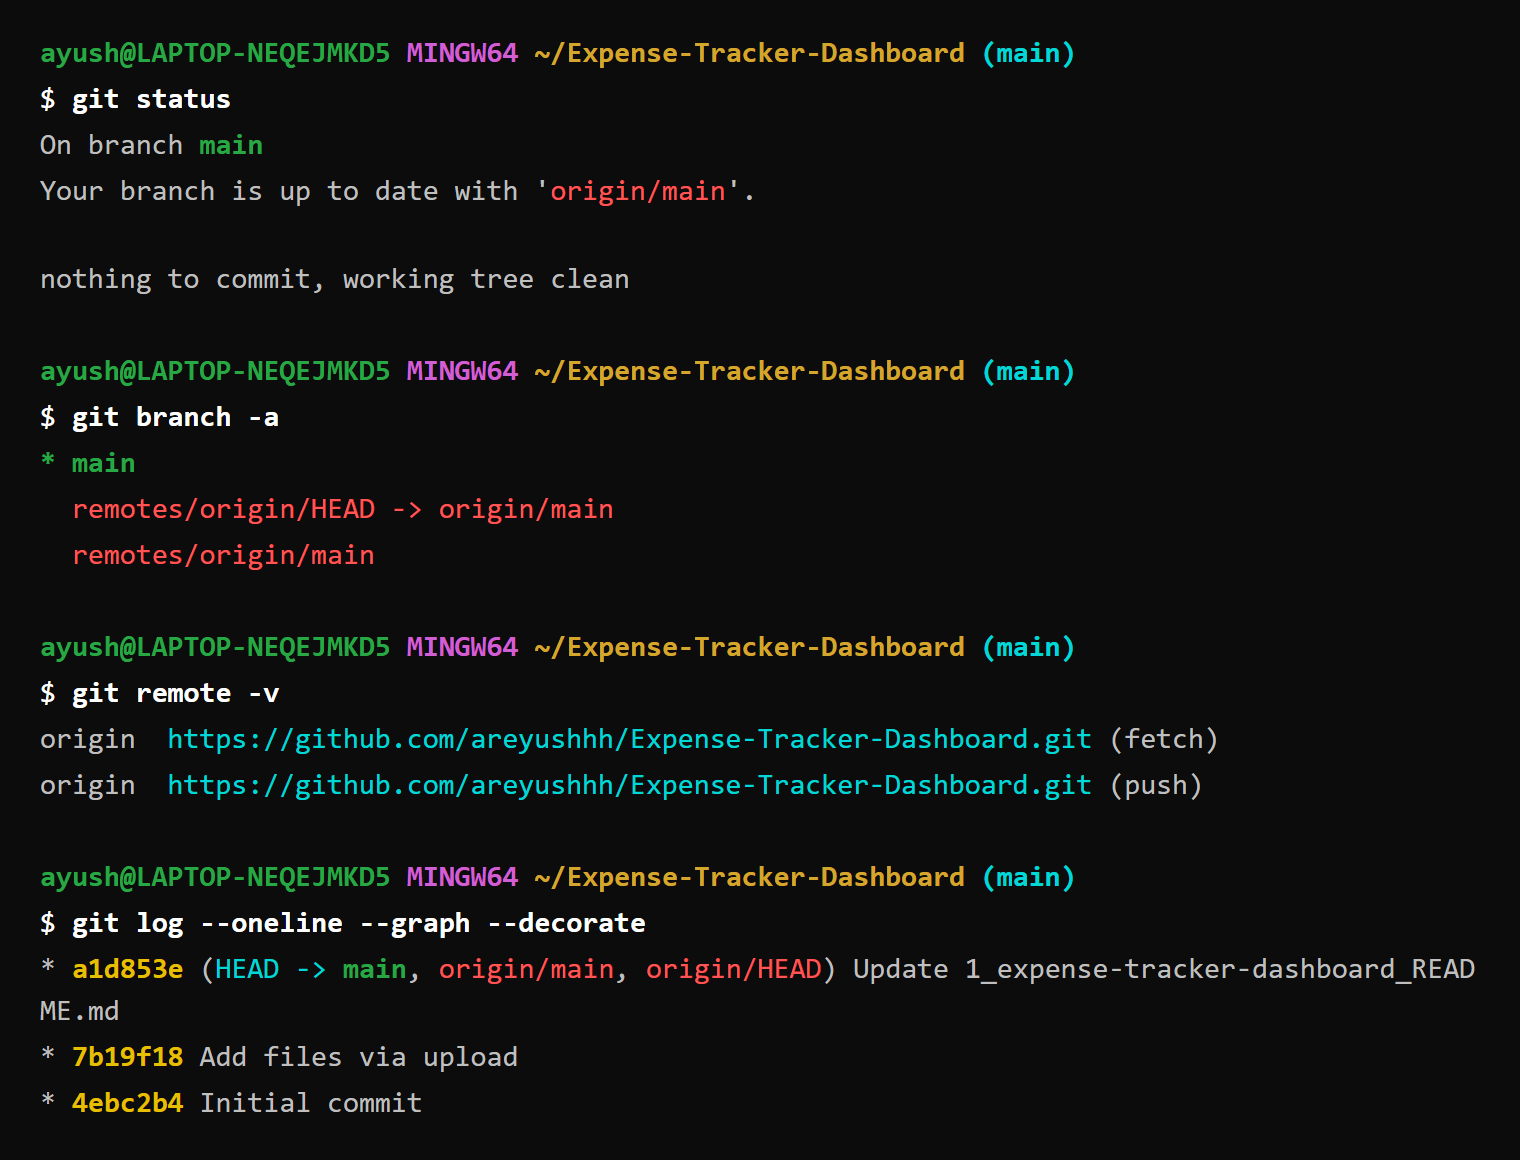 ayush@LAPTOP-NEQEJMKD5 MINGW64 ~/Expense-Tracker-Dashboard (main)
$ git status
On branch main
Your branch is up to date with 'origin/main'.
nothing to commit, working tree clean
ayush@LAPTOP-NEQEJMKD5 MINGW64 ~/Expense-Tracker-Dashboard (main)
$ git branch -a
* main
  remotes/origin/HEAD -> origin/main
  remotes/origin/main
ayush@LAPTOP-NEQEJMKD5 MINGW64 ~/Expense-Tracker-Dashboard (main)
$ git remote -v
origin  https://github.com/areyushhh/Expense-Tracker-Dashboard.git (fetch)
origin  https://github.com/areyushhh/Expense-Tracker-Dashboard.git (push)
ayush@LAPTOP-NEQEJMKD5 MINGW64 ~/Expense-Tracker-Dashboard (main)
$ git log --oneline --graph --decorate
* a1d853e (HEAD -> main, origin/main, origin/HEAD) Update 1_expense-tracker-dashboard_READ
ME.md
* 7b19f18 Add files via upload
* 4ebc2b4 Initial commit